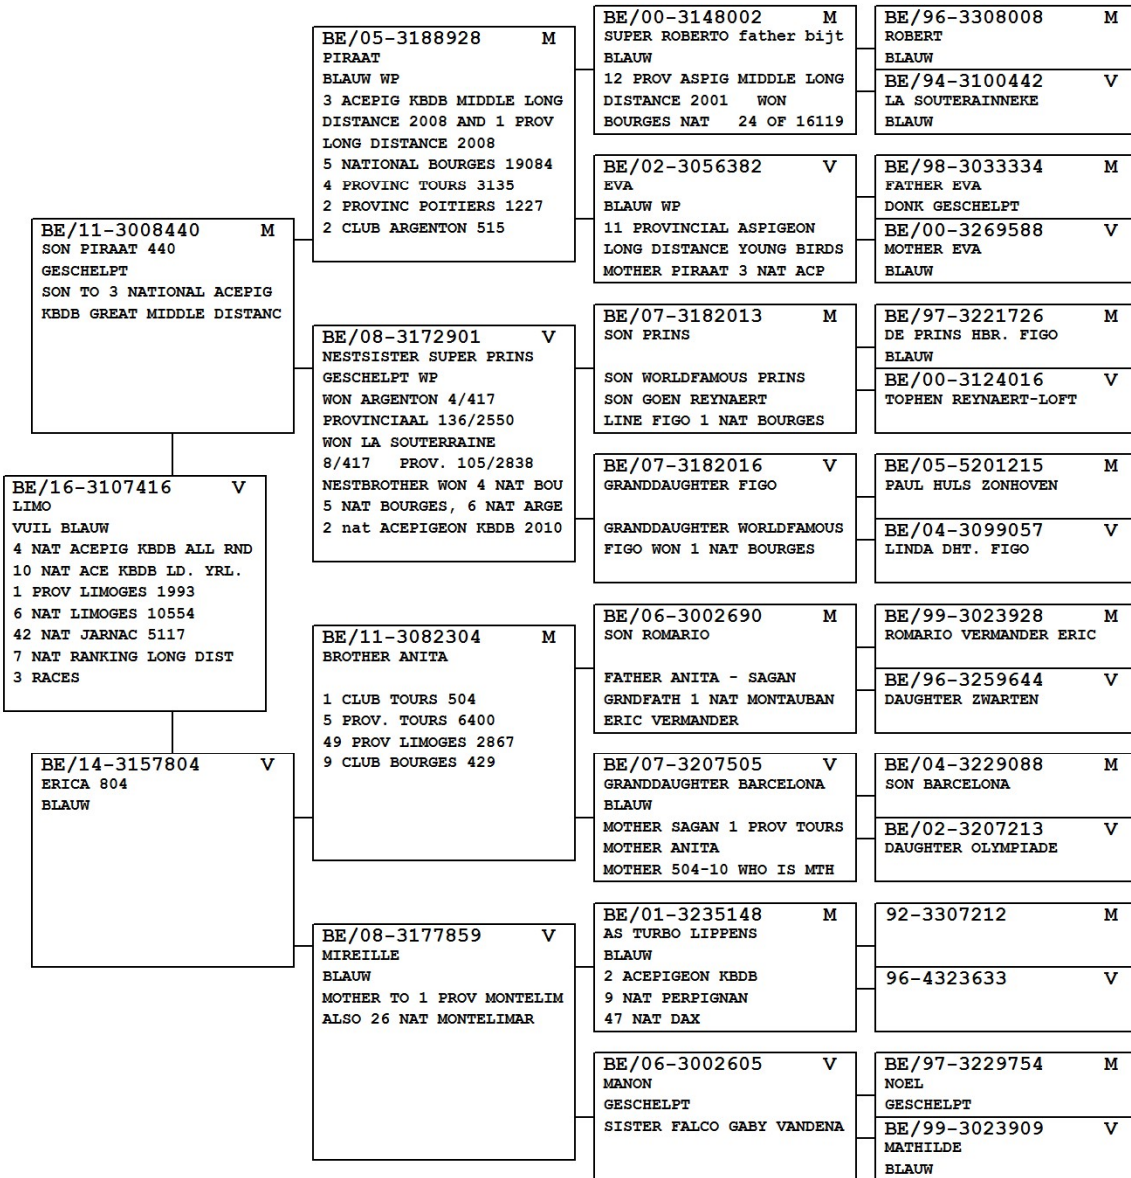 BE/16-3107416 V
LIMO
VUIL BLAUW
4 NAT ACEPIG KBDB ALL RND
10 NAT ACE KBDB LD. YRL.
1 PROV LIMOGES 1993
6 NAT LIMOGES 10554
42 NAT JARNAC 5117
7 NAT RANKING LONG DIST
3 RACES
BE/11-3008440 M
SON PIRAAT 440
GESCHELPT
SON TO 3 NATIONAL ACEPIG
KBDB GREAT MIDDLE DISTANC
BE/14-3157804 V
ERICA 804
BLAUW
BE/05-3188928 M
PIRAAT
BLAUW WP
3 ACEPIG KBDB MIDDLE LONG
DISTANCE 2008 AND 1 PROV
LONG DISTANCE 2008
5 NATIONAL BOURGES 19084
4 PROVINC TOURS 3135
2 PROVINC POITIERS 1227
2 CLUB ARGENTON 515
BE/08-3172901 V
NESTSISTER SUPER PRINS
GESCHELPT WP
WON ARGENTON 4/417
PROVINCIAAL 136/2550
WON LA SOUTERRAINE
8/417 PROV. 105/2838
NESTBROTHER WON 4 NAT BOU
5 NAT BOURGES, 6 NAT ARGE
2 nat ACEPIGEON KBDB 2010
BE/11-3082304 M
BROTHER ANITA
1 CLUB TOURS 504
5 PROV. TOURS 6400
49 PROV LIMOGES 2867
9 CLUB BOURGES 429
BE/08-3177859 V
MIREILLE
BLAUW
MOTHER TO 1 PROV MONTELIM
ALSO 26 NAT MONTELIMAR
BE/00-3148002 M
SUPER ROBERTO father bijt
BLAUW
12 PROV ASPIG MIDDLE LONG
DISTANCE 2001 WON
BOURGES NAT 24 OF 16119
BE/02-3056382 V
EVA
BLAUW WP
11 PROVINCIAL ASPIGEON
LONG DISTANCE YOUNG BIRDS
MOTHER PIRAAT 3 NAT ACP
BE/07-3182013 M
SON PRINS
SON WORLDFAMOUS PRINS
SON GOEN REYNAERT
LINE FIGO 1 NAT BOURGES
BE/07-3182016 V
GRANDDAUGHTER FIGO
GRANDDAUGHTER WORLDFAMOUS
FIGO WON 1 NAT BOURGES
BE/06-3002690 M
SON ROMARIO
FATHER ANITA - SAGAN
GRNDFATH 1 NAT MONTAUBAN
ERIC VERMANDER
BE/07-3207505 V
GRANDDAUGHTER BARCELONA
BLAUW
MOTHER SAGAN 1 PROV TOURS
MOTHER ANITA
MOTHER 504-10 WHO IS MTH
BE/01-3235148 M
AS TURBO LIPPENS
BLAUW
2 ACEPIGEON KBDB
9 NAT PERPIGNAN
47 NAT DAX
BE/06-3002605 V
MANON
GESCHELPT
SISTER FALCO GABY VANDENA
BE/96-3308008 M
ROBERT
BLAUW
BE/94-3100442 V
LA SOUTERAINNEKE
BLAUW
BE/98-3033334 M
FATHER EVA
DONK GESCHELPT
BE/00-3269588 V
MOTHER EVA
BLAUW
BE/97-3221726 M
DE PRINS HBR. FIGO
BLAUW
BE/00-3124016 V
TOPHEN REYNAERT-LOFT
BE/05-5201215 M
PAUL HULS ZONHOVEN
BE/04-3099057 V
LINDA DHT. FIGO
BE/99-3023928 M
ROMARIO VERMANDER ERIC
BE/96-3259644 V
DAUGHTER ZWARTEN
BE/04-3229088 M
SON BARCELONA
BE/02-3207213 V
DAUGHTER OLYMPIADE
92-3307212 M
96-4323633 V
BE/97-3229754 M
NOEL
GESCHELPT
BE/99-3023909 V
MATHILDE
BLAUW